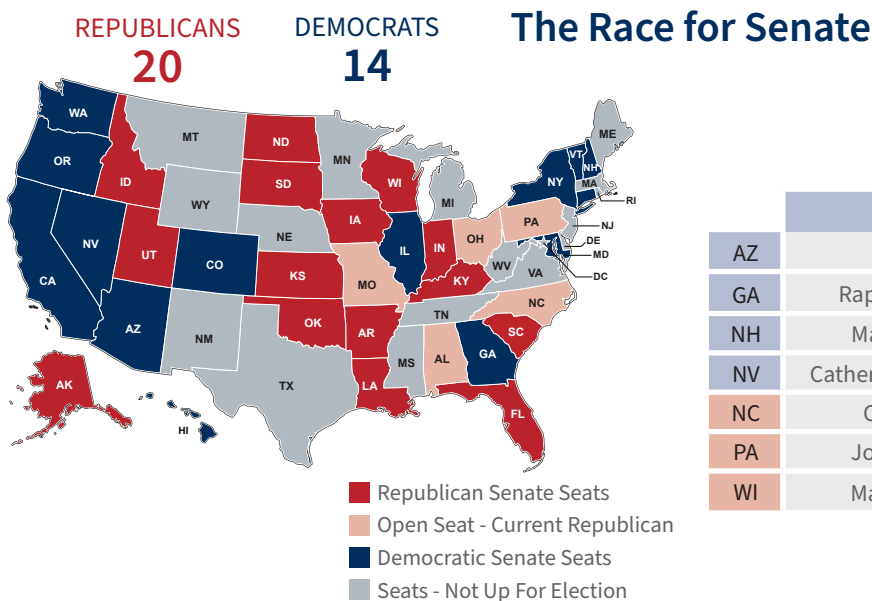 REPUBLICANS DEMOCRATS The Race for Senate
20 14
WA
MT
ND
MN
ME
OR
ID
SD
WI
VT
NH
NY
MA
MI
RI
WY
IA
PA
NJ
NE
OH
DE
NV
UT
CO
IL
IN
MD
WV
CA
KS
MO
KY
VA
DC
NC
TN
AZ
NM
OK
AR
SC
MS
AL
GA
TX
LA
AK
FL
HI
Republican Senate Seats
Open Seat - Current Republican
Democratic Senate Seats
Seats - Not Up For Election
AZ
GA Rap
NH Ma
NV Cather
NC
PA Jo
WI Ma